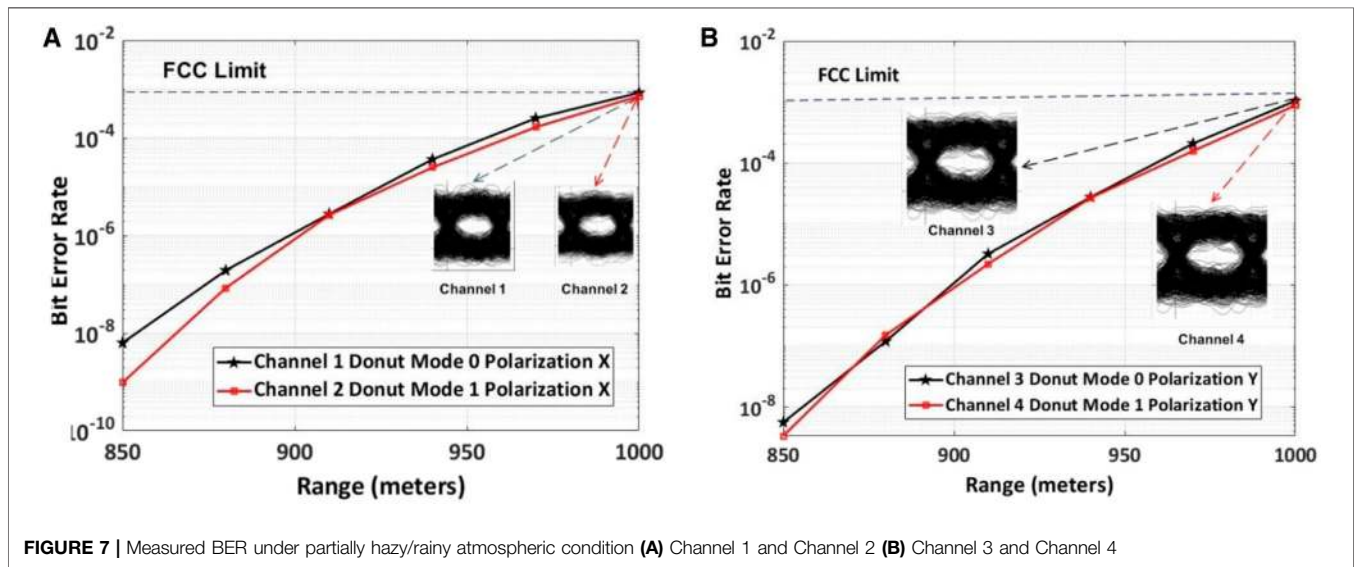 A
FCC Limit
10^-2
10^-4
10^-6
10^-8
10^-10
Bit Error Rate
Channel 1
Channel 2
Channel 1 Donut Mode 0 Polarization X
Channel 2 Donut Mode 1 Polarization X
850
900
950
1000
Range (meters)
B
FCC Limit
10^-2
10^-4
10^-6
10^-8
Bit Error Rate
Channel 3
Channel 4
Channel 3 Donut Mode 0 Polarization Y
Channel 4 Donut Mode 1 Polarization Y
850
900
950
1000
Range (meters)
FIGURE 7 | Measured BER under partially hazy/rainy atmospheric condition (A) Channel 1 and Channel 2 (B) Channel 3 and Channel 4